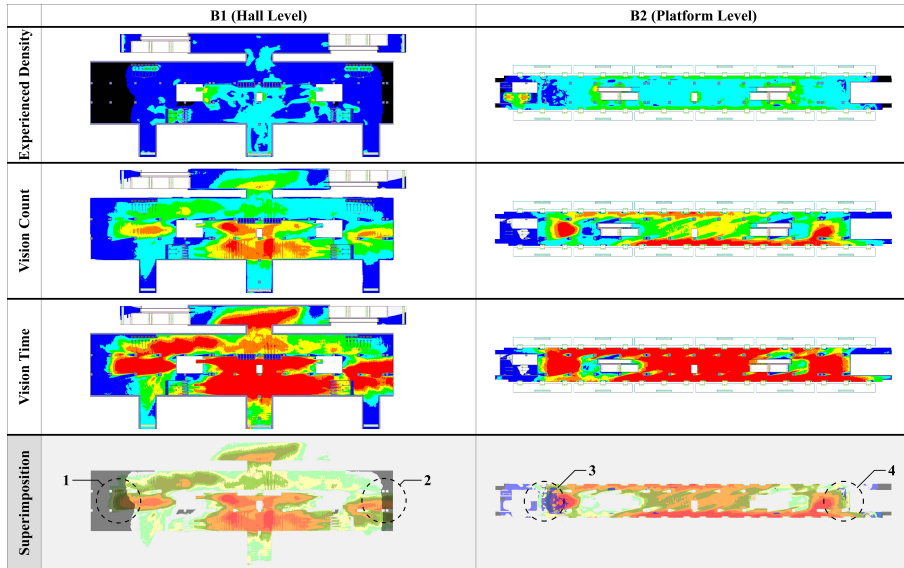 B1 (Hall Level)
B2 (Platform Level)
Experienced Density
Vision Count
Vision Time
Superimposition
1
2
3
4